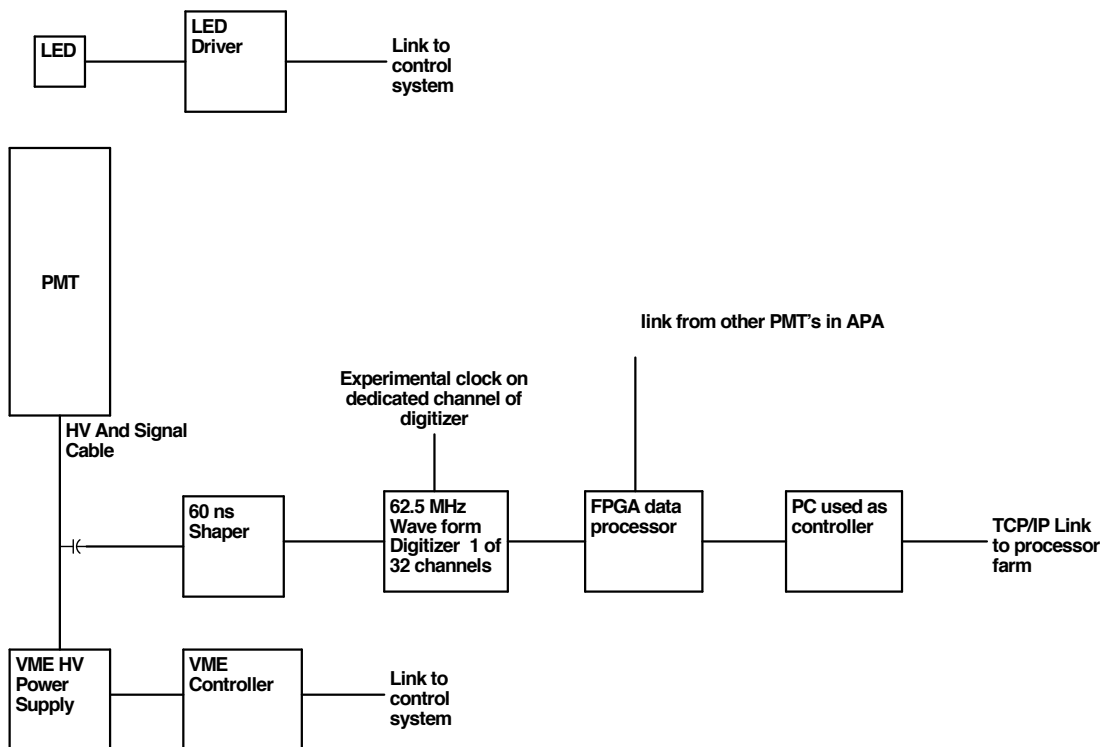 LED
LED
Driver
Link to
control
system
PMT
link from other PMT's in APA
Experimental clock on
dedicated channel of
digitizer
HV And Signal
Cable
60 ns
Shaper
62.5 MHz
Wave form
Digitizer 1 of
32 channels
FPGA data
processor
PC used as
controller
TCP/IP Link
to processor
farm
VME HV
Power
Supply
VME
Controller
Link to
control
system